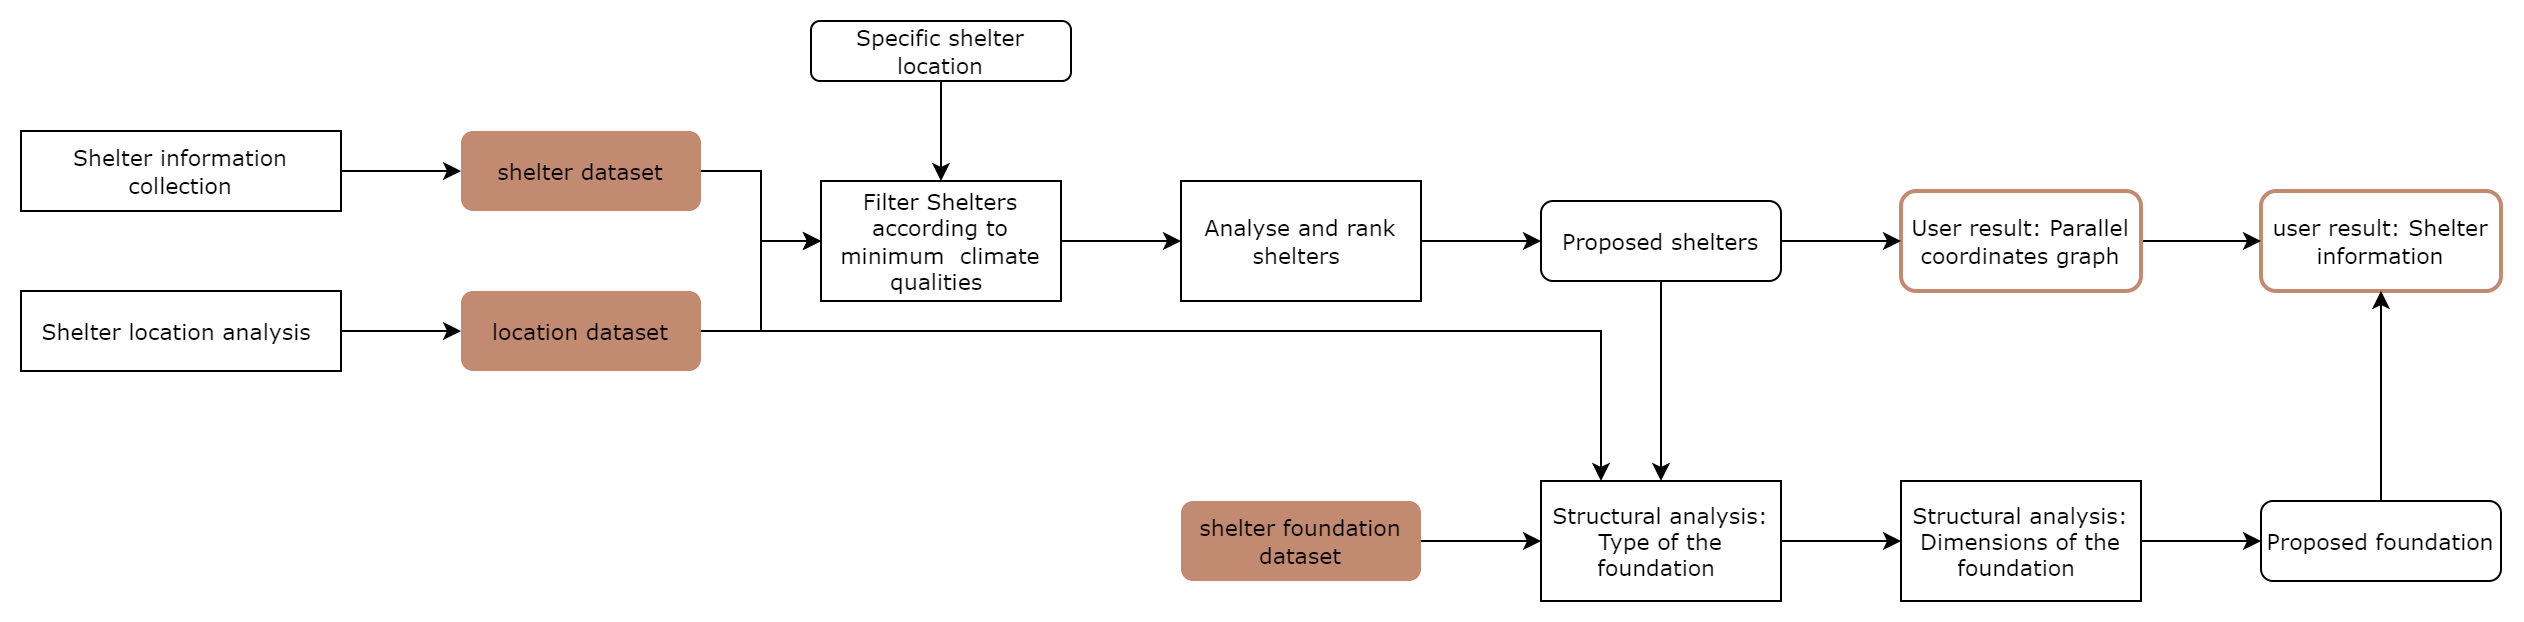 Specific shelter
location
Shelter information
collection
shelter dataset
Filter Shelters
according to
minimum  climate
qualities
Analyse and rank
shelters
Proposed shelters
User result: Parallel
coordinates graph
user result: Shelter
information
Shelter location analysis
location dataset
shelter foundation
dataset
Structural analysis:
Type of the
foundation
Structural analysis:
Dimensions of the
foundation
Proposed foundation